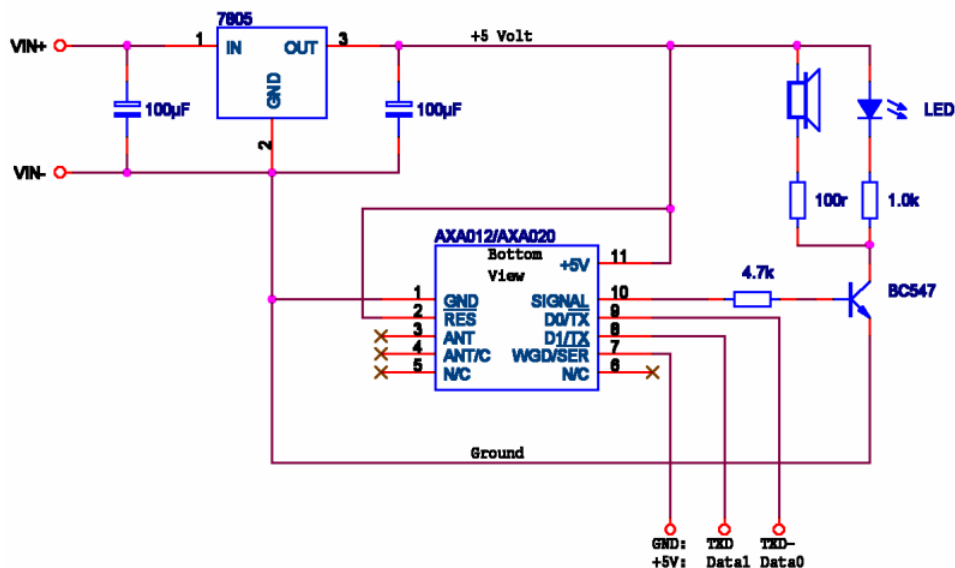 7805
VIN+
1
IN
OUT
3
+5 Volt
GND
100µF
100µF
LED
2
VIN-
100r
1.0k
AXA012/AXA020
Bottom
View
+5V
11
4.7k
BC547
1
GND
SIGNAL
10
2
RES
D0/TX
9
3
ANT
D1/TX
8
4
ANT/C
WGD/SER
7
5
N/C
N/C
6
Ground
GND: TXD TXD-
+5V: Data1 Data0